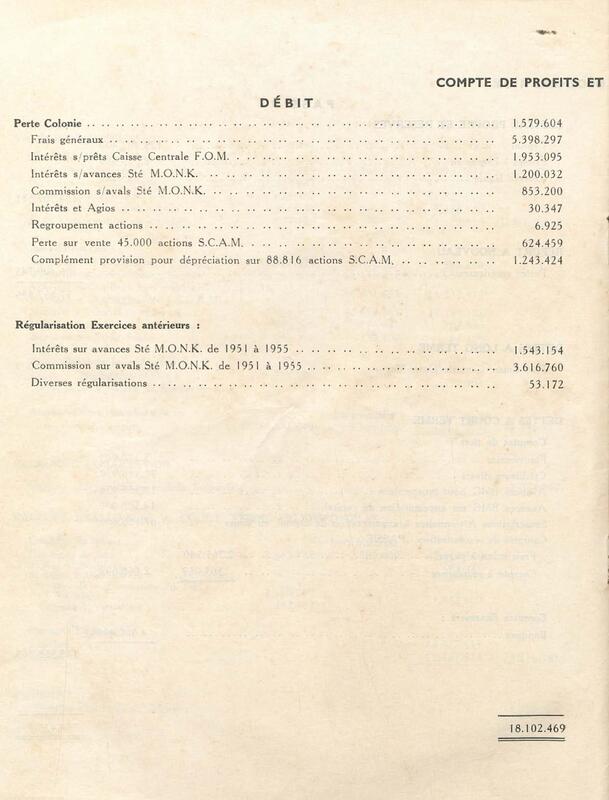 COMPTE DE PROFITS ET
DÉBIT
Perte Colonie 1.579.604
Frais généraux 5.398.297
Intérêts s/prêts Caisse Centrale F.O.M. 1.953.095
Intérêts s/avances Sté M.O.N.K. 1.200.032
Commission s/avals Sté M.O.N.K. 853.200
Intérêts et Agios 30.347
Regroupement actions 6.925
Perte sur vente 45.000 actions S.C.A.M. 624.459
Complément provision pour dépréciation sur 88.816 actions S.C.A.M. 1.243.424
Régularisation Exercices antérieurs :
Intérêts sur avances Sté M.O.N.K. de 1951 à 1955 1.543.154
Commission sur avals Sté M.O.N.K. de 1951 à 1955 3.616.760
Diverses régularisations 53.172
18.102.469